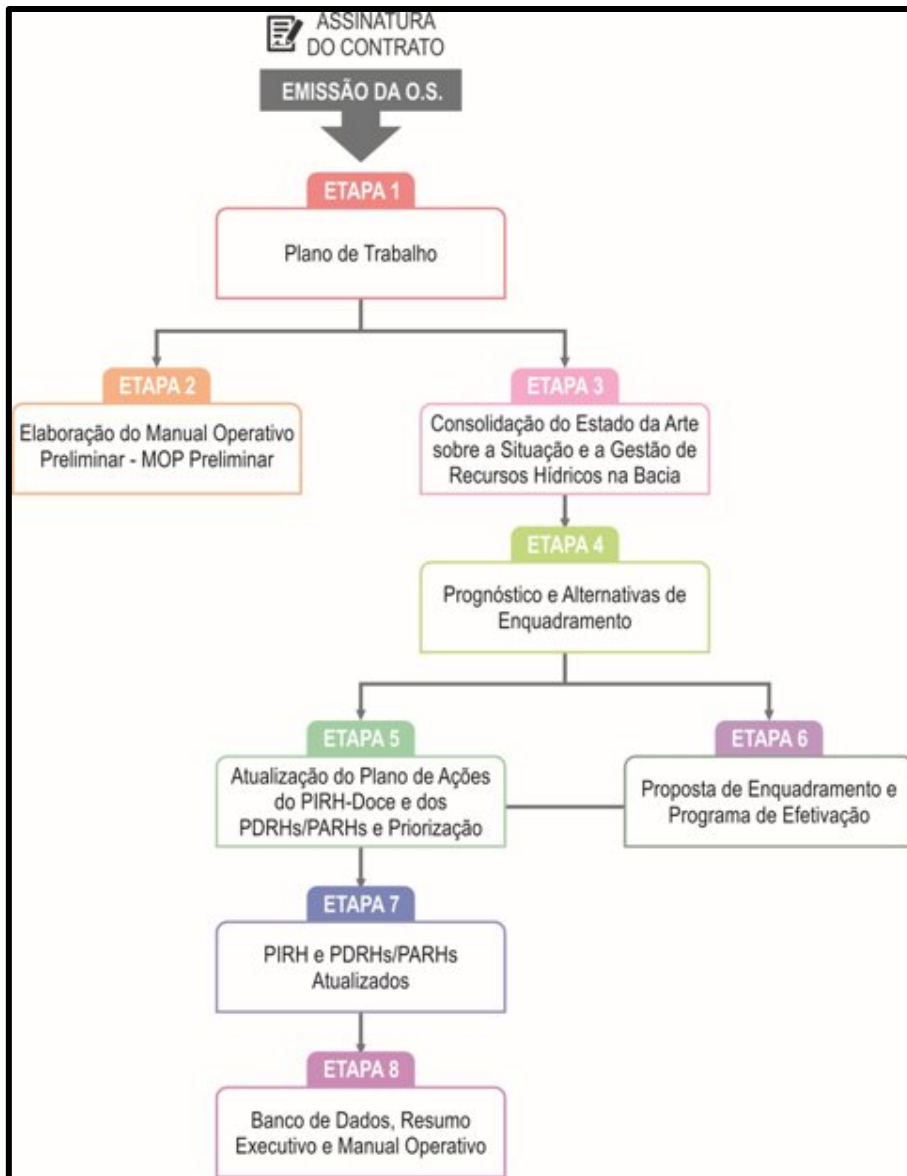 ASSINATURA
DO CONTRATO
EMISSÃO DA O.S.
ETAPA 1
Plano de Trabalho
ETAPA 2
Elaboração do Manual Operativo
Preliminar - MOP Preliminar
ETAPA 3
Consolidação do Estado da Arte
sobre a Situação e a Gestão de
Recursos Hídricos na Bacia
ETAPA 4
Prognóstico e Alternativas de
Enquadramento
ETAPA 5
Atualização do Plano de Ações
do PIRH-Doce e dos
PDRHs/PARHs e Priorização
ETAPA 6
Proposta de Enquadramento e
Programa de Efetivação
ETAPA 7
PIRH e PDRHs/PARHs
Atualizados
ETAPA 8
Banco de Dados, Resumo
Executivo e Manual Operativo